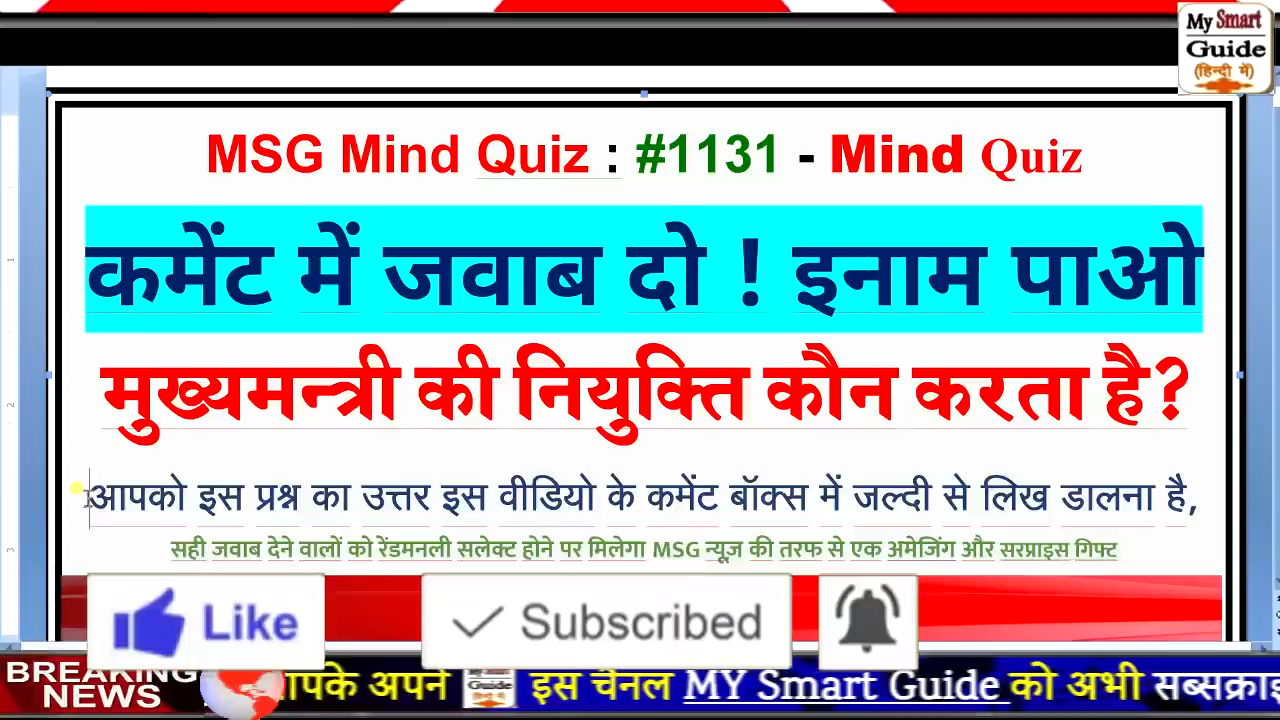 My Smart
Guide
(हिन्दी में)
MSG Mind Quiz : #1131 - Mind Quiz
कमेंट में जवाब दो ! इनाम पाओ
मुख्यमन्त्री की नियुक्ति कौन करता है?
आपको इस प्रश्न का उत्तर इस वीडियो के कमेंट बॉक्स में जल्दी से लिख डालना है,
सही जवाब देने वालों को रेंडमनली सलेक्ट होने पर मिलेगा MSG न्यूज़ की तरफ से एक अमेजिंग और सरप्राइस गिफ्ट
Like
Subscribed
BREAKING
NEWS
पके अपने इस चैनल MY Smart Guide को अभी सब्सक्राइ